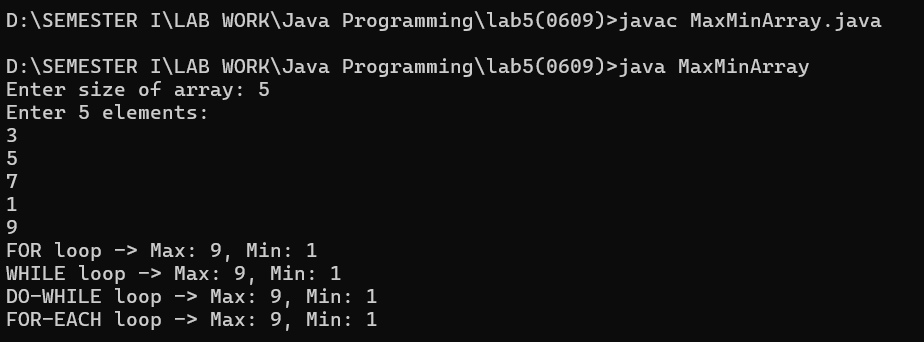 D:\SEMESTER I\LAB WORK\Java Programming\lab5(0609)>javac MaxMinArray.java
D:\SEMESTER I\LAB WORK\Java Programming\lab5(0609)>java MaxMinArray
Enter size of array: 5
Enter 5 elements:
3
5
7
1
9
FOR loop -> Max: 9, Min: 1
WHILE loop -> Max: 9, Min: 1
DO-WHILE loop -> Max: 9, Min: 1
FOR-EACH loop -> Max: 9, Min: 1